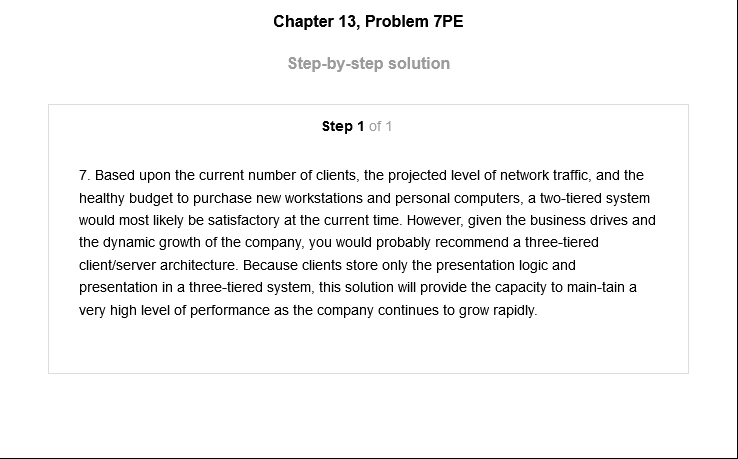 Chapter 13, Problem 7PE
Step-by-step solution
Step 1 of 1
7. Based upon the current number of clients, the projected level of network traffic, and the
healthy budget to purchase new workstations and personal computers, a two-tiered system
would most likely be satisfactory at the current time. However, given the business drives and
the dynamic growth of the company, you would probably recommend a three-tiered
client/server architecture. Because clients store only the presentation logic and
presentation in a three-tiered system, this solution will provide the capacity to main-tain a
very high level of performance as the company continues to grow rapidly.